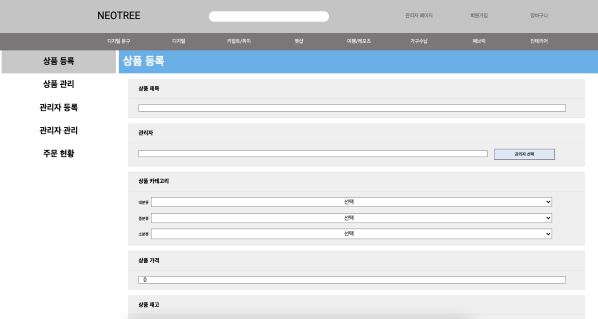 NEOTREE
관리자 페이지 회원가입 장바구니
디지털 문구 디지털 키덜트/취미 펫샵 여행/레포츠 가구수납 패브릭 인테리어
상품 등록
상품 관리
관리자 등록
관리자 관리
주문 현황
상품 등록
상품 제목
관리자
관리자 선택
상품 카테고리
대분류 선택
중분류 선택
소분류 선택
상품 가격
0
상품 재고